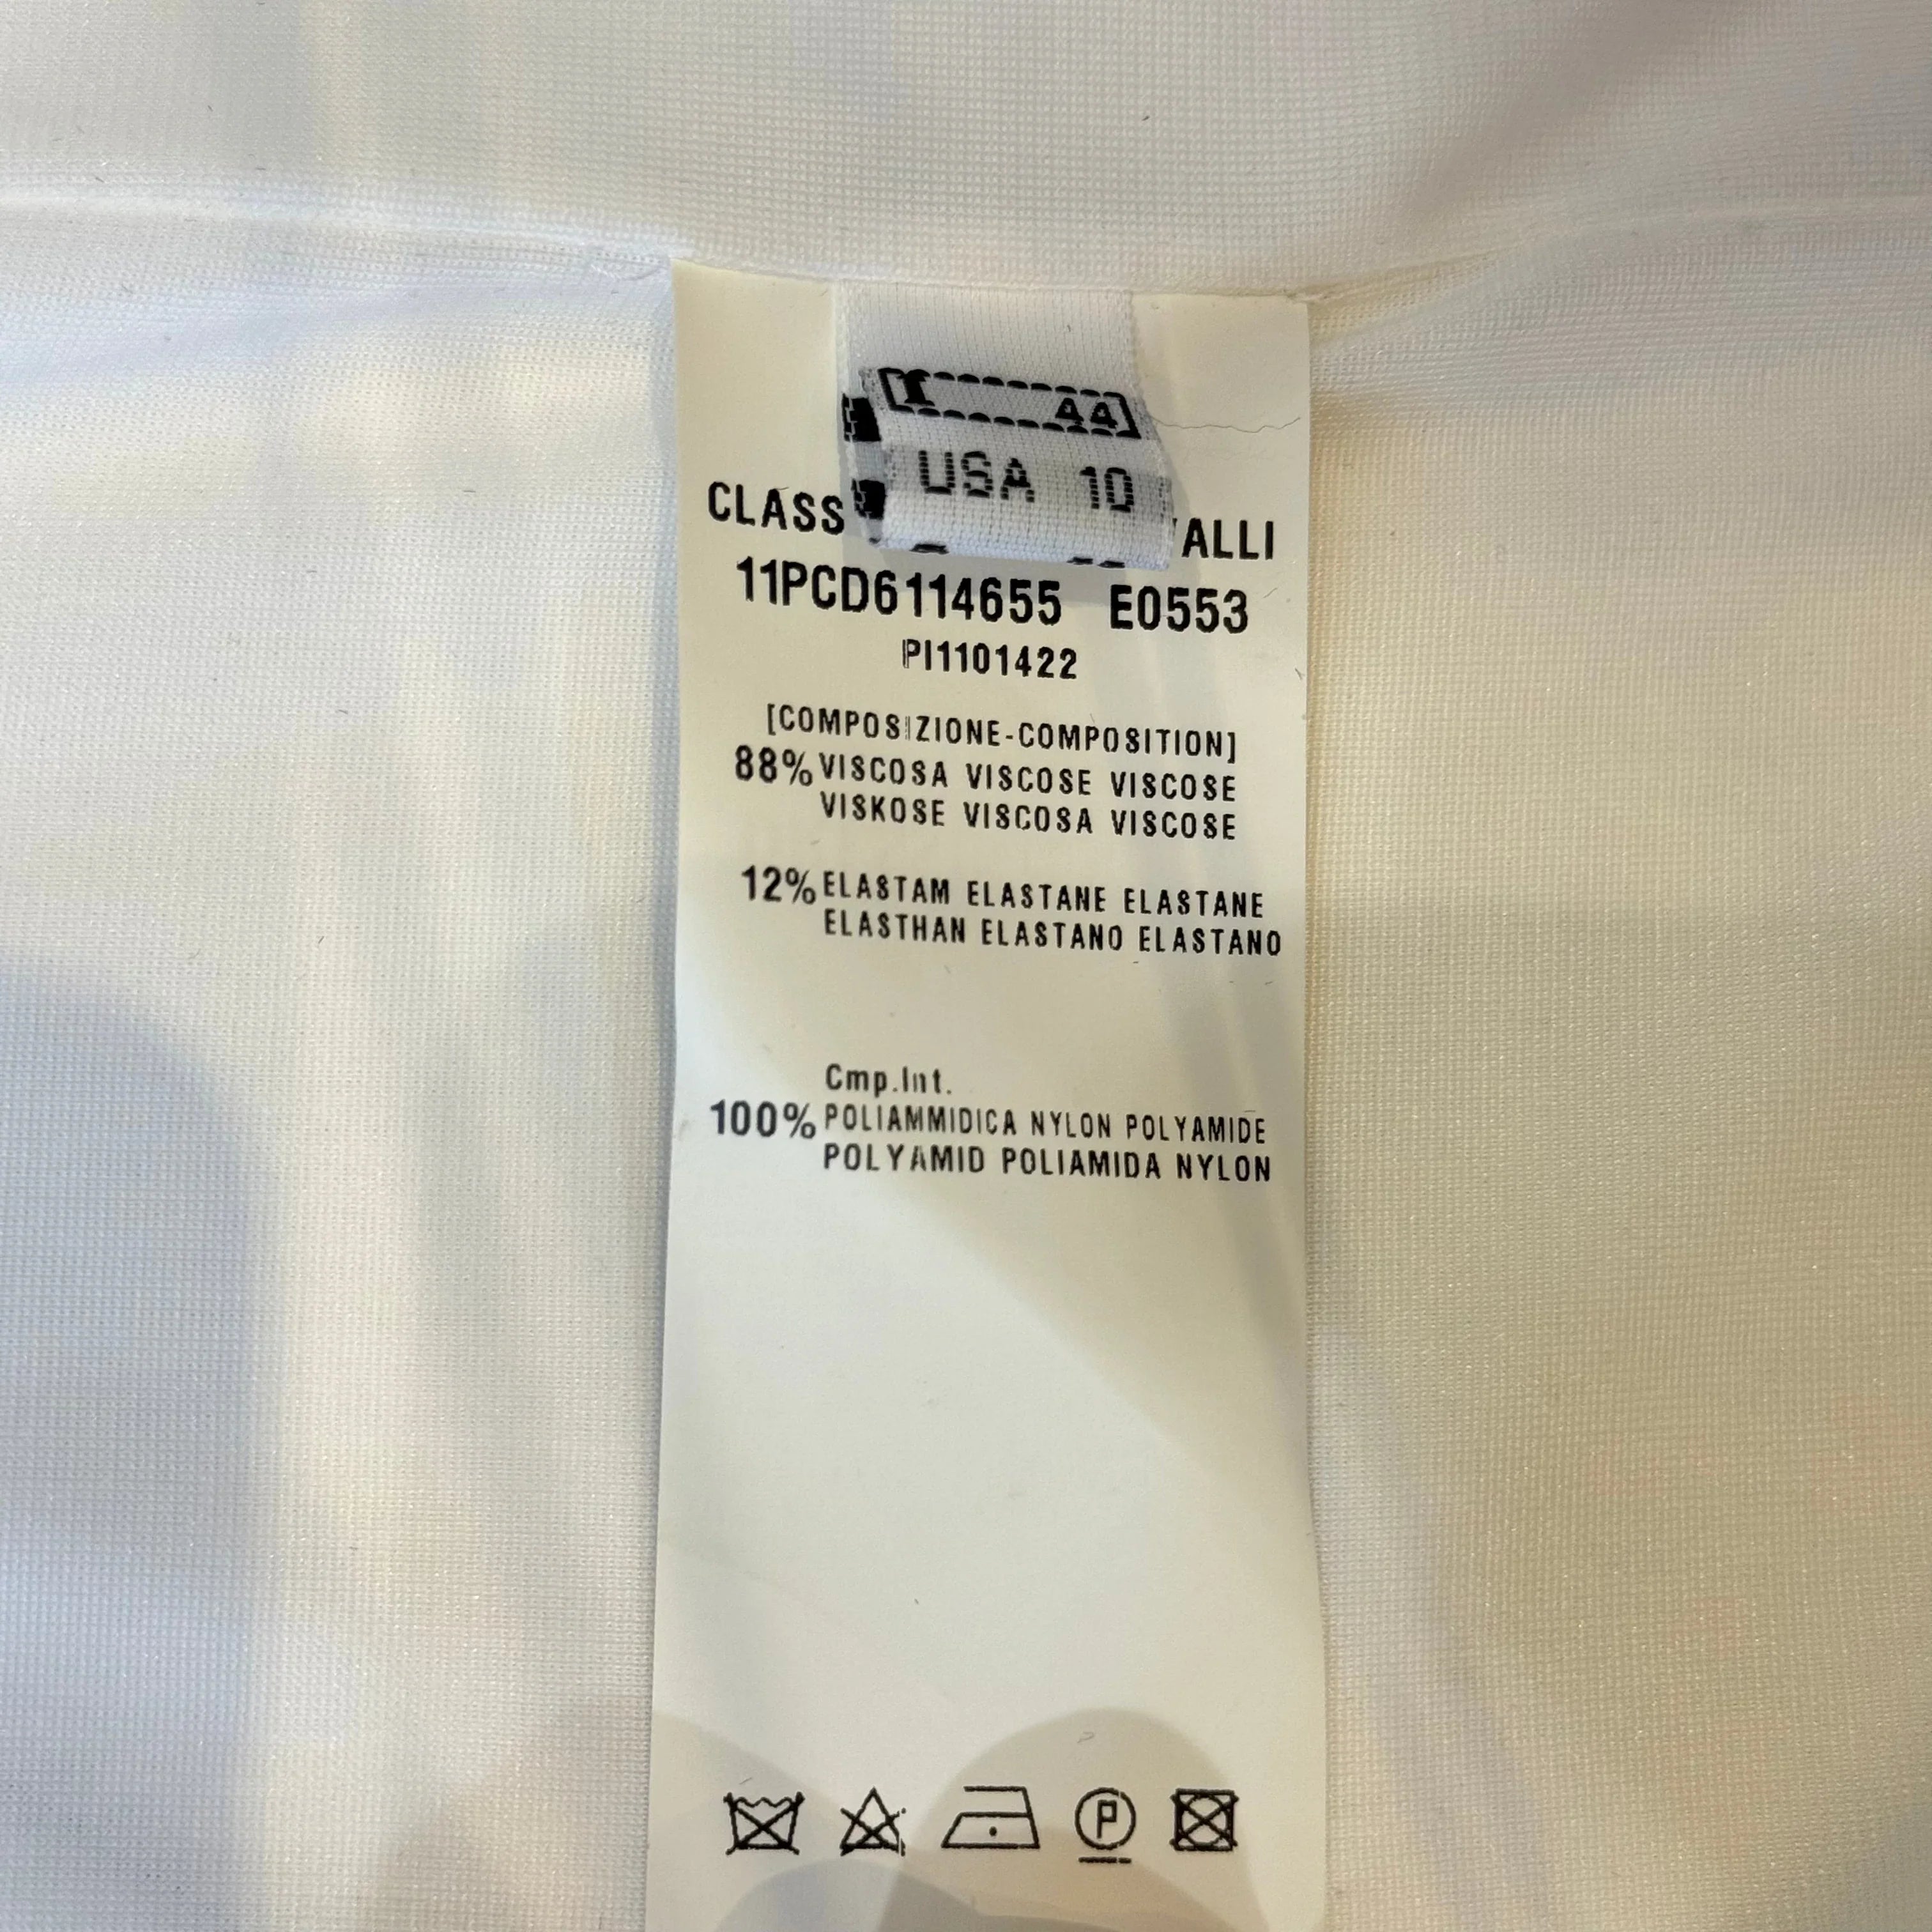 I 44
USA 10
CLASS ALLI
11PCD6114655 E0553
PI1101422
[COMPOSIZIONE-COMPOSITION]
88% VISCOSA VISCOSE VISCOSE
VISKOSE VISCOSA VISCOSE
12% ELASTAM ELASTANE ELASTANE
ELASTHAN ELASTANO ELASTANO
Cmp.Int.
100% POLIAMMIDICA NYLON POLYAMIDE
POLYAMID POLIAMIDA NYLON
P